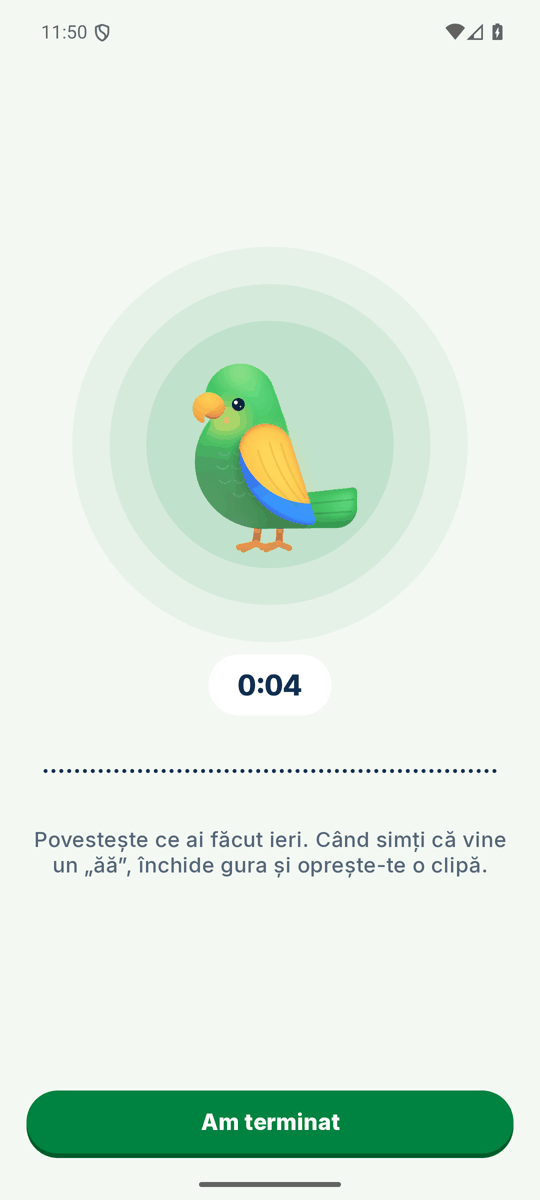 11:50
0:04
Povestește ce ai făcut ieri. Când simți că vine
un „ăă”, închide gura și oprește-te o clipă.
Am terminat